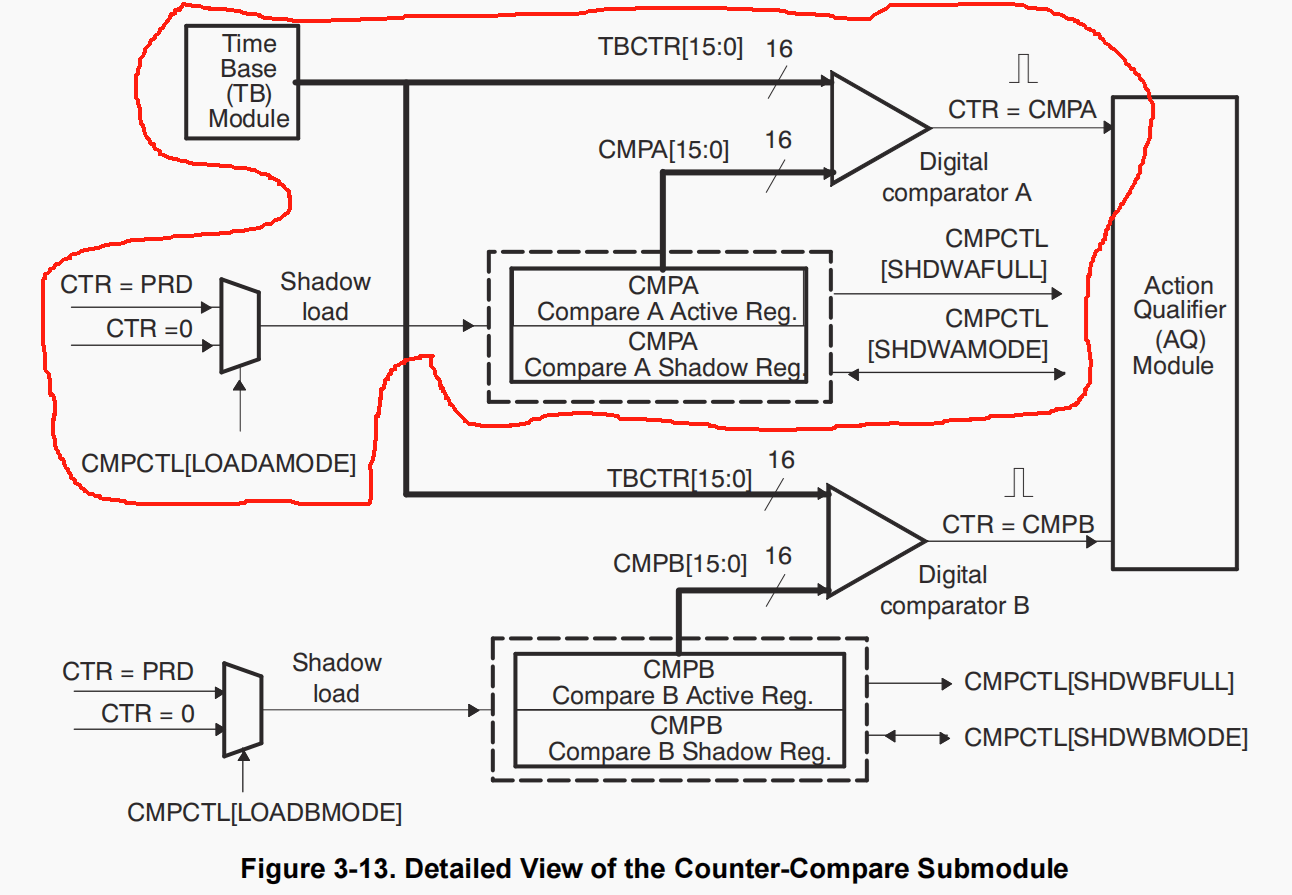 Time
Base
(TB)
Module
TBCTR[15:0]
16
CTR = CMPA
CMPA[15:0]
16
Digital
comparator A
CTR = PRD
CTR =0
Shadow
load
CMPA
Compare A Active Reg.
CMPA
Compare A Shadow Reg.
CMPCTL
[SHDWAFULL]
CMPCTL
[SHDWAMODE]
Action
Qualifier
(AQ)
Module
CMPCTL[LOADAMODE]
TBCTR[15:0]
16
CTR = CMPB
CMPB[15:0]
16
Digital
comparator B
CTR = PRD
CTR = 0
Shadow
load
CMPB
Compare B Active Reg.
CMPB
Compare B Shadow Reg.
CMPCTL[SHDWBFULL]
CMPCTL[SHDWBMODE]
CMPCTL[LOADBMODE]
Figure 3-13. Detailed View of the Counter-Compare Submodule